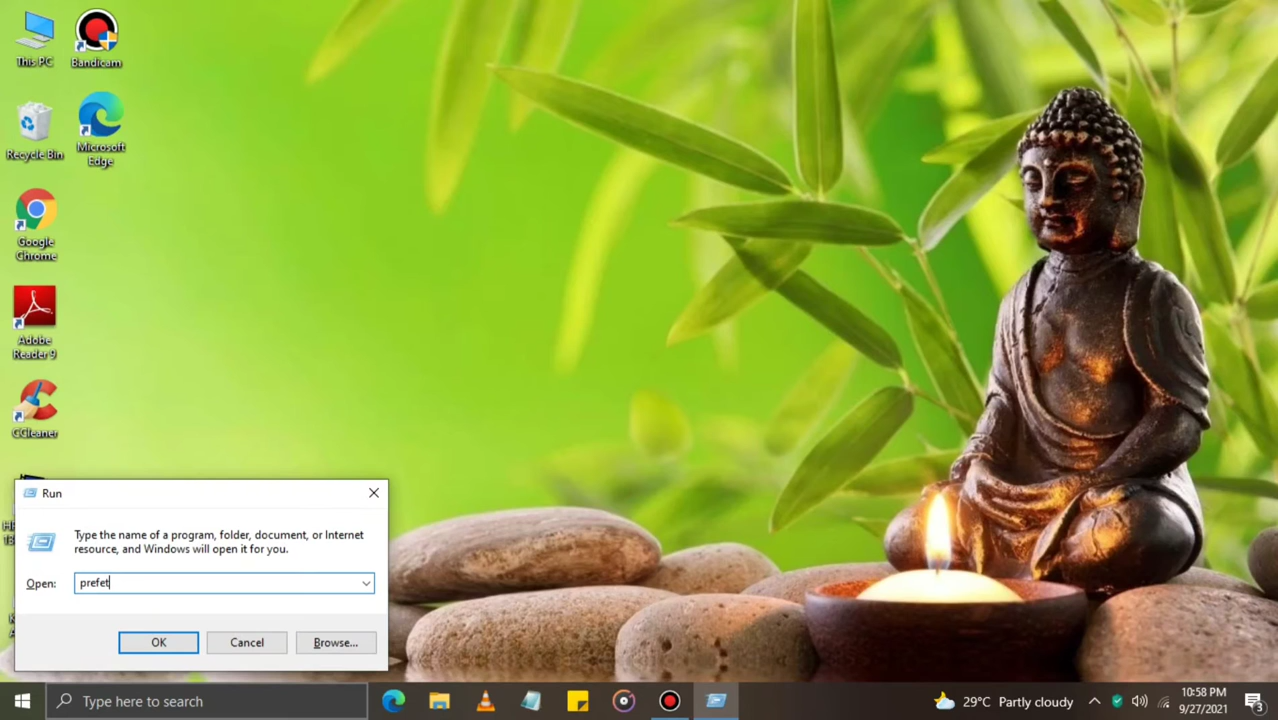 This PC
Bandicam
Recycle Bin
Microsoft
Edge
Google
Chrome
Adobe
Reader 9
CCleaner
Run
Type the name of a program, folder, document, or Internet
resource, and Windows will open it for you.
Open:
prefet
OK
Cancel
Browse...
Type here to search
29°C Partly cloudy
10:58 PM
9/27/2021
3